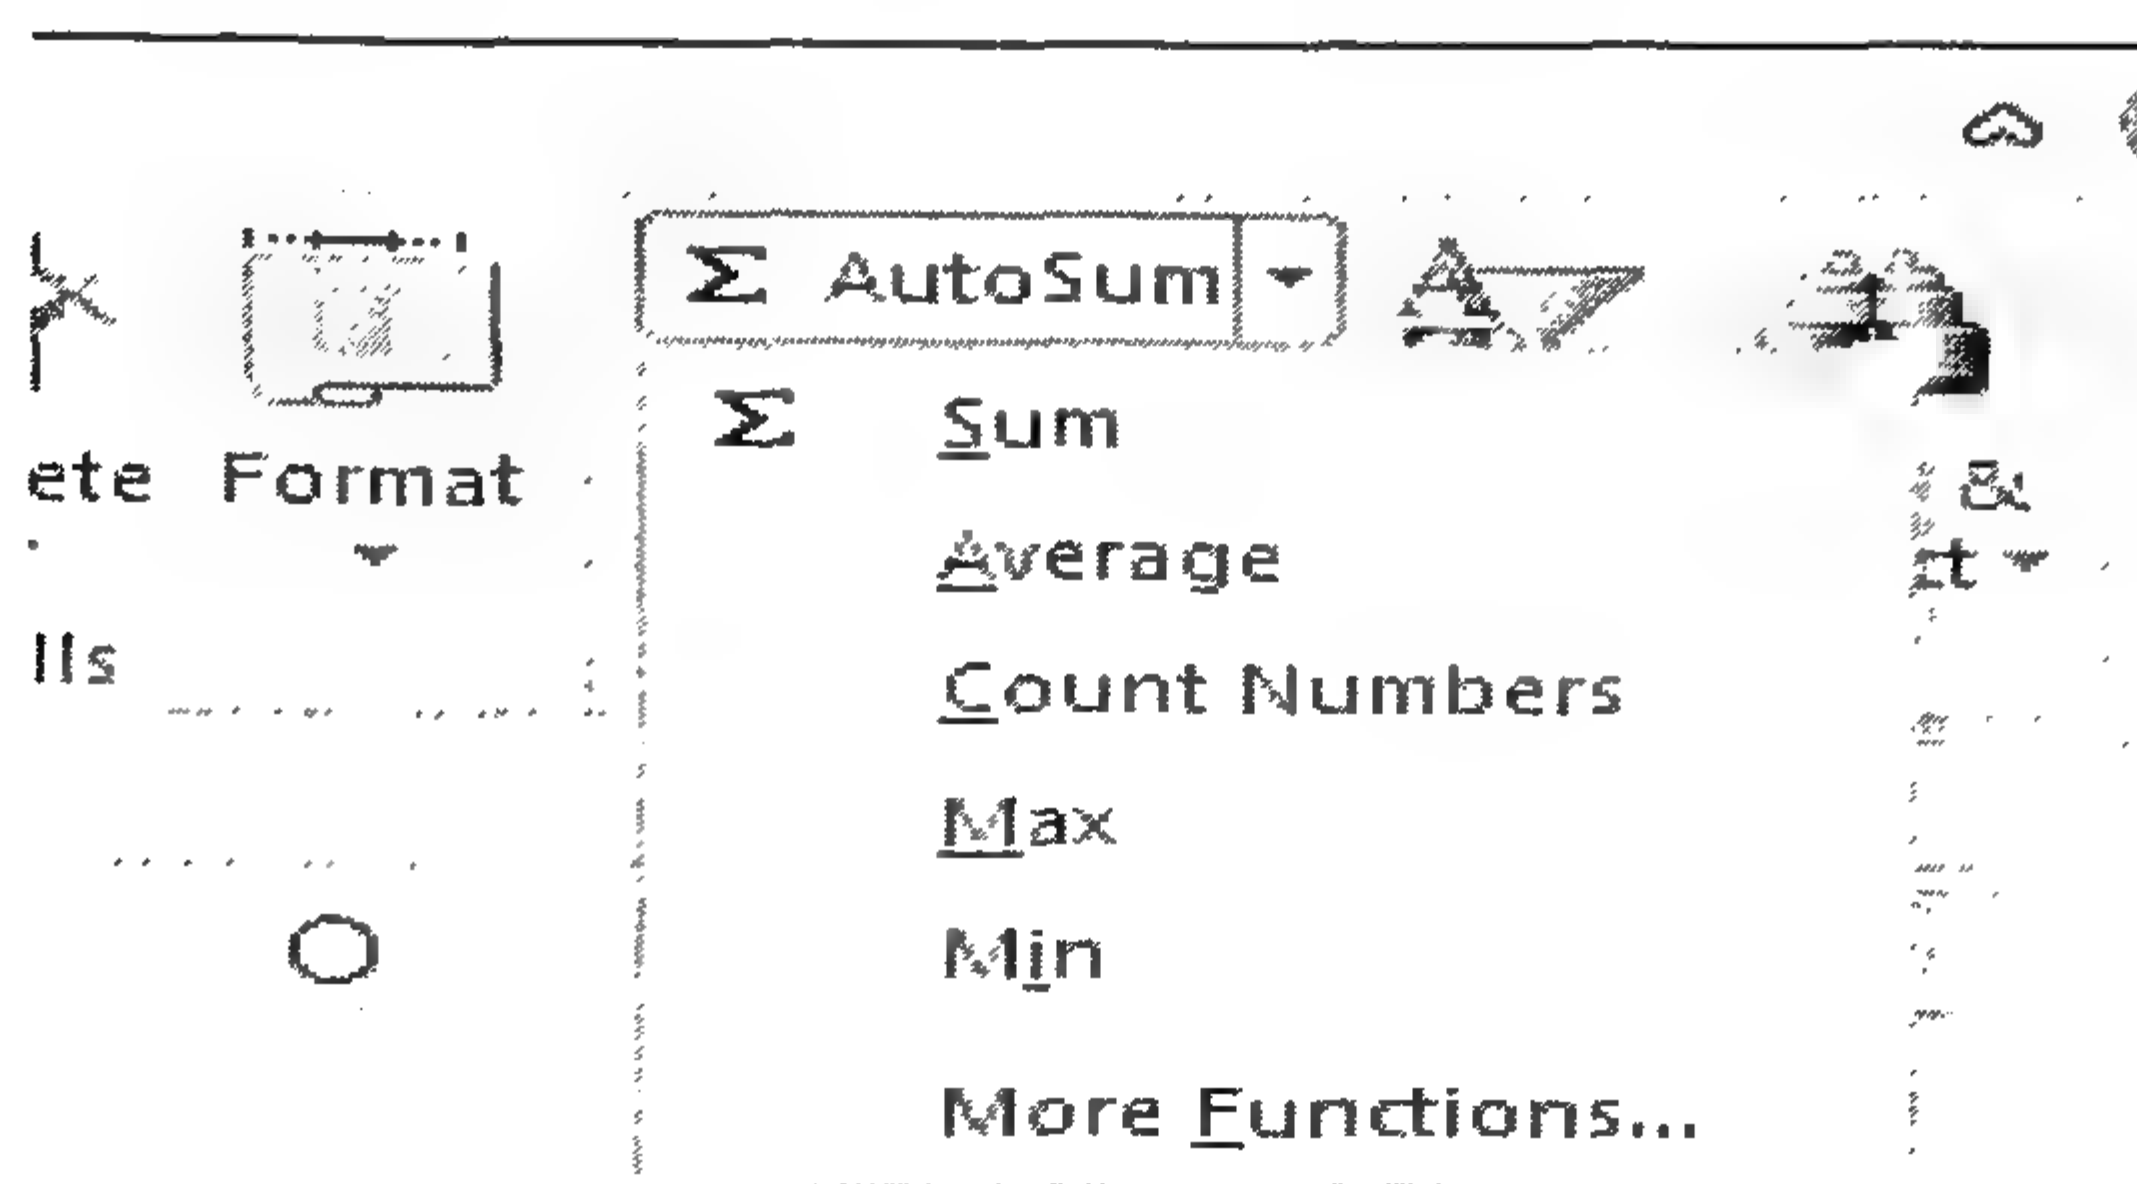 Σ AutoSum
Σ Sum
ete Format
&
Average
Count Numbers
lls
Max
Min
More Functions...